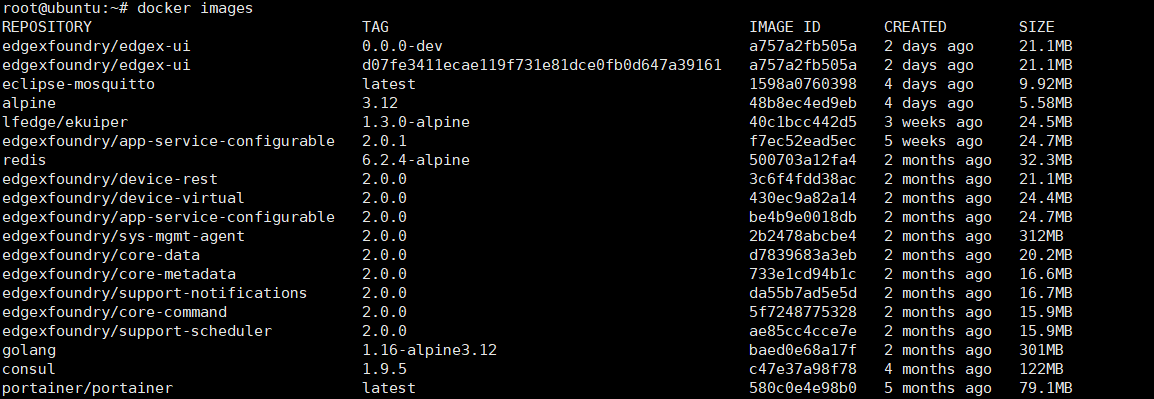 root@ubuntu:~# docker images
REPOSITORY TAG IMAGE ID CREATED SIZE
edgexfoundry/edgex-ui 0.0.0-dev a757a2fb505a 2 days ago 21.1MB
edgexfoundry/edgex-ui d07fe3411ecae119f731e81dce0fb0d647a39161 a757a2fb505a 2 days ago 21.1MB
eclipse-mosquitto latest 1598a0760398 4 days ago 9.92MB
alpine 3.12 48b8ec4ed9eb 4 days ago 5.58MB
lfedge/ekuiper 1.3.0-alpine 40c1bcc442d5 3 weeks ago 24.5MB
edgexfoundry/app-service-configurable 2.0.1 f7ec52ead5ec 5 weeks ago 24.7MB
redis 6.2.4-alpine 500703a12fa4 2 months ago 32.3MB
edgexfoundry/device-rest 2.0.0 3c6f4fdd38ac 2 months ago 21.1MB
edgexfoundry/device-virtual 2.0.0 430ec9a82a14 2 months ago 24.4MB
edgexfoundry/app-service-configurable 2.0.0 be4b9e0018db 2 months ago 24.7MB
edgexfoundry/sys-mgmt-agent 2.0.0 2b2478abcbe4 2 months ago 312MB
edgexfoundry/core-data 2.0.0 d7839683a3eb 2 months ago 20.2MB
edgexfoundry/core-metadata 2.0.0 733e1cd94b1c 2 months ago 16.6MB
edgexfoundry/support-notifications 2.0.0 da55b7ad5e5d 2 months ago 16.7MB
edgexfoundry/core-command 2.0.0 5f7248775328 2 months ago 15.9MB
edgexfoundry/support-scheduler 2.0.0 ae85cc4cce7e 2 months ago 15.9MB
golang 1.16-alpine3.12 baed0e68a17f 2 months ago 301MB
consul 1.9.5 c47e37a98f78 4 months ago 122MB
portainer/portainer latest 580c0e4e98b0 5 months ago 79.1MB